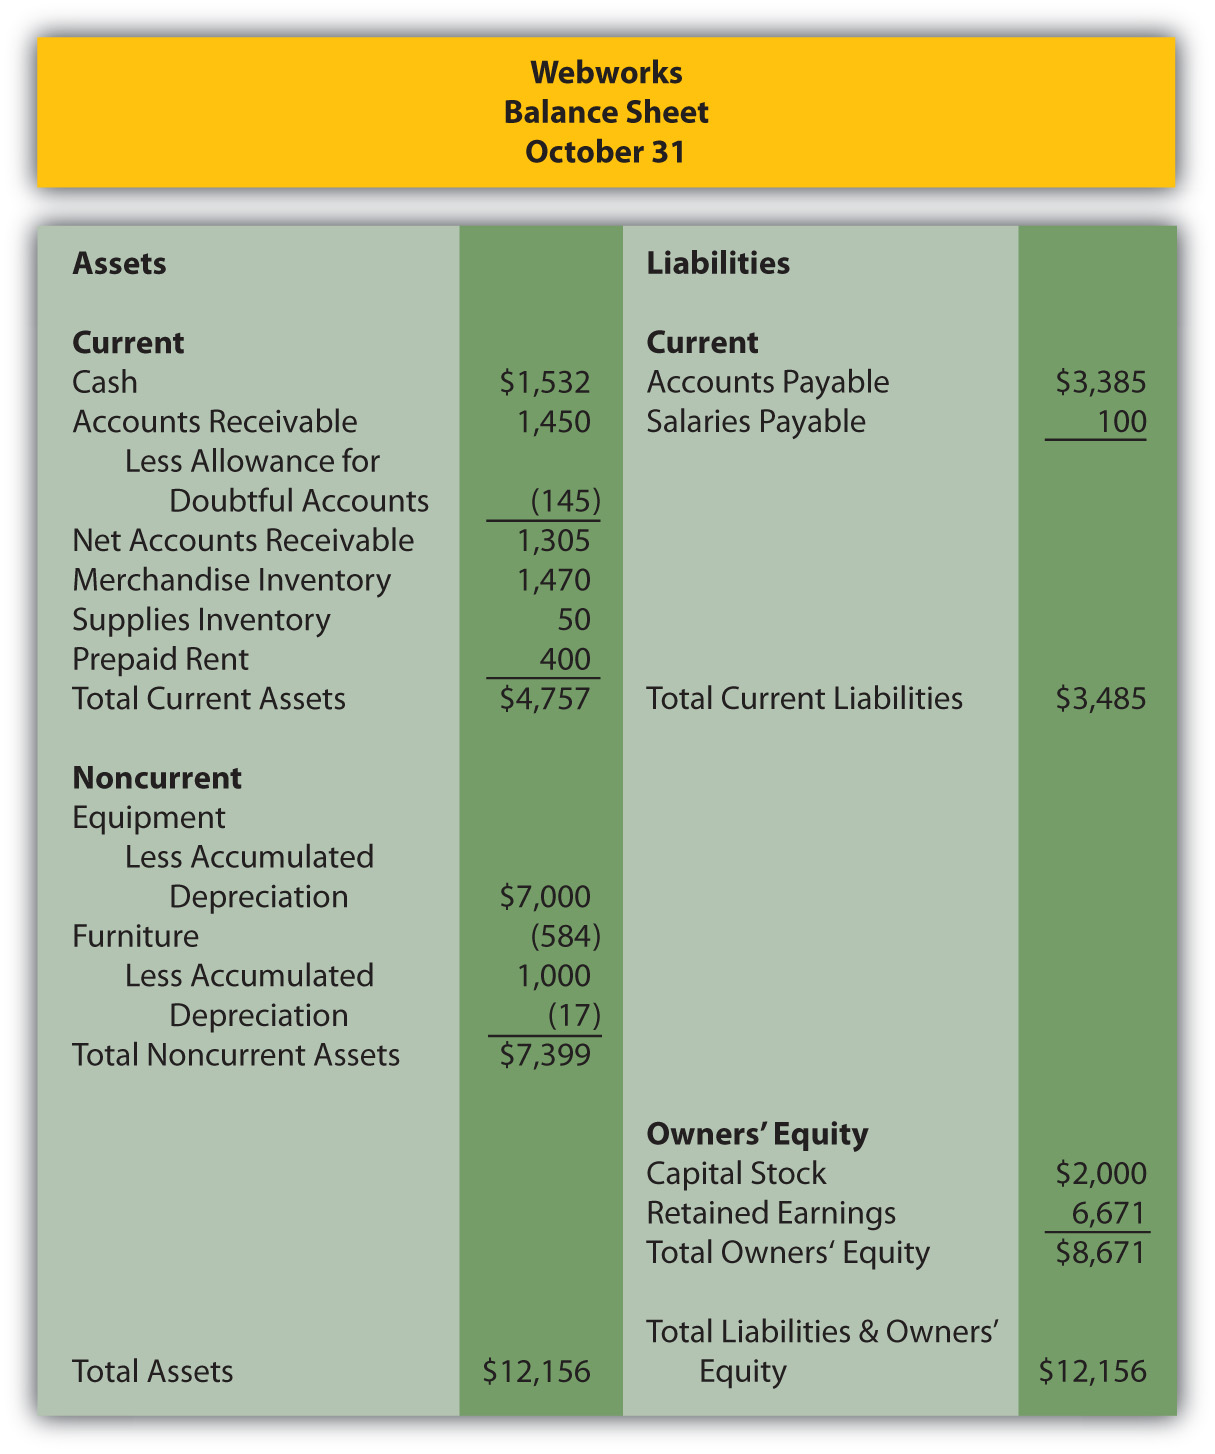 Webworks
Balance Sheet
October 31
Assets
Current
Cash $1,532
Accounts Receivable 1,450
Less Allowance for
Doubtful Accounts (145)
Net Accounts Receivable 1,305
Merchandise Inventory 1,470
Supplies Inventory 50
Prepaid Rent 400
Total Current Assets $4,757
Noncurrent
Equipment
Less Accumulated
Depreciation $7,000
Furniture (584)
Less Accumulated 1,000
Depreciation (17)
Total Noncurrent Assets $7,399
Total Assets $12,156
Liabilities
Current
Accounts Payable $3,385
Salaries Payable 100
Total Current Liabilities $3,485
Owners’ Equity
Capital Stock $2,000
Retained Earnings 6,671
Total Owners‘ Equity $8,671
Total Liabilities & Owners’
Equity $12,156